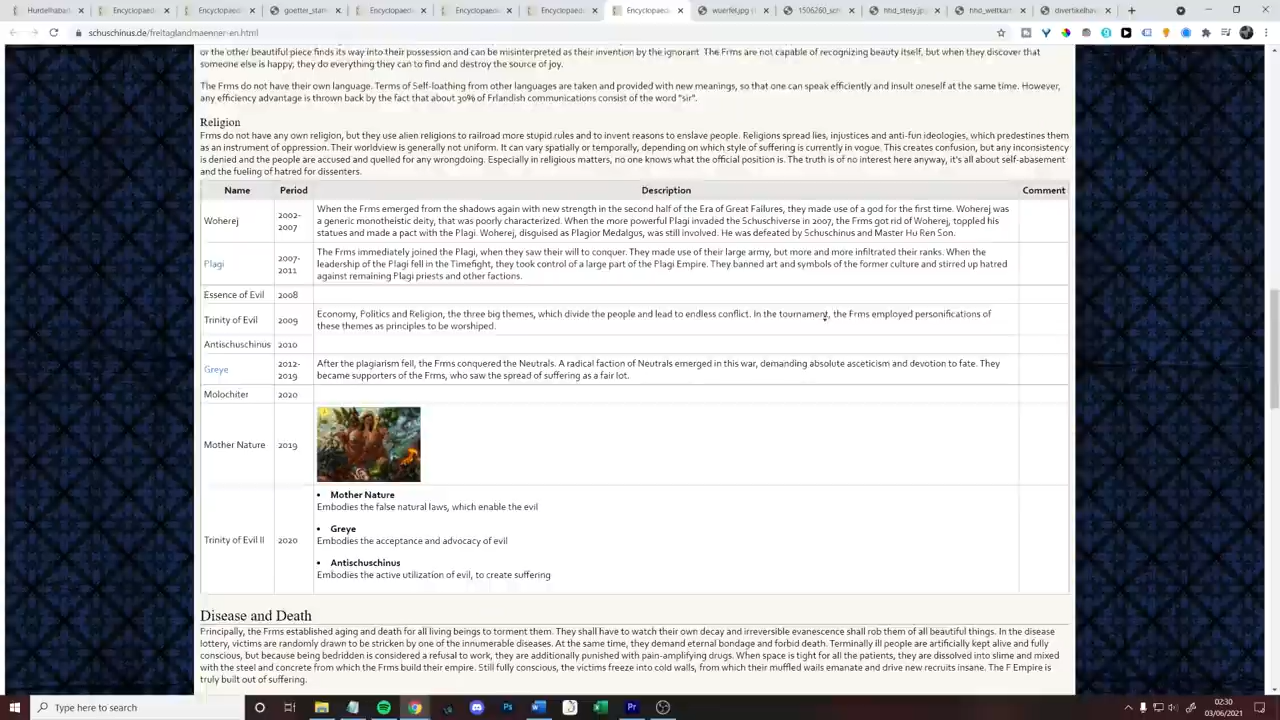 Hurdelhabar
Encyclopaedi
Encyclopaedi
goetter_stam
Encyclopaedi
Encyclopaedi
Encyclopaedi
Encyclopaedi
wuerfel.jpg
1506260_sc
hhd_stesy.jp
hhd_wettkam
divertikelhav
schuschinus.de/freitaglandmaenner-en.html
or the other beautiful piece finds its way into their possession and can be misinterpreted as their invention by the ignorant. The Frms are not capable of recognizing beauty itself, but when they discover that
someone else is happy; they do everything they can to find and destroy the source of joy.
The Frms do not have their own language. Terms of Self-loathing from other languages are taken and provided with new meanings, so that one can speak efficiently and insult oneself at the same time. However,
any efficiency advantage is thrown back by the fact that about 30% of Frlandish communications consist of the word "sir".
Religion
Frms do not have any own religion, but they use alien religions to railroad more stupid rules and to invent reasons to enslave people. Religions spread lies, injustices and anti-fun ideologies, which predestines them
as an instrument of oppression. Their worldview is generally not uniform. It can vary spatially or temporally, depending on which style of suffering is currently in vogue. This creates confusion, but any inconsistency
is denied and the people are accused and quelled for any wrongdoing. Especially in religious matters, no one knows what the official position is. The truth is of no interest here anyway, it's all about self-abasement
and the fueling of hatred for dissenters.
Name Period Description Comment
Woherej
2002-
2007
When the Frms emerged from the shadows again with new strength in the second half of the Era of Great Failures, they made use of a god for the first time. Woherej was
a generic monotheistic deity, that was poorly characterized. When the more powerful Plagi invaded the Schuschiverse in 2007, the Frms got rid of Woherej, toppled his
statues and made a pact with the Plagi. Woherej, disguised as Plagior Medalgus, was still involved. He was defeated by Schuschinus and Master Hu Ren Son.
Plagi
2007-
2011
The Frms immediately joined the Plagi, when they saw their will to conquer. They made use of their large army, but more and more infiltrated their ranks. When the
leadership of the Plagi fell in the Timefight, they took control of a large part of the Plagi Empire. They banned art and symbols of the former culture and stirred up hatred
against remaining Plagi priests and other factions.
Essence of Evil 2008
Trinity of Evil 2009
Economy, Politics and Religion, the three big themes, which divide the people and lead to endless conflict. In the tournament, the Frms employed personifications of
these themes as principles to be worshiped.
Antischuschinus 2010
Greye
2012-
2019
After the plagiarism fell, the Frms conquered the Neutrals. A radical faction of Neutrals emerged in this war, demanding absolute asceticism and devotion to fate. They
became supporters of the Frms, who saw the spread of suffering as a fair lot.
Molochiter 2020
Mother Nature 2019
Trinity of Evil II 2020
• Mother Nature
Embodies the false natural laws, which enable the evil
• Greye
Embodies the acceptance and advocacy of evil
• Antischuschinus
Embodies the active utilization of evil, to create suffering
Disease and Death
Principally, the Frms established aging and death for all living beings to torment them. They shall have to watch their own decay and irreversible evanescence shall rob them of all beautiful things. In the disease
lottery, victims are randomly drawn to be stricken by one of the innumerable diseases. At the same time, they demand eternal bondage and forbid death. Terminally ill people are artificially kept alive and fully
conscious, but because being bedridden is considered a refusal to work, they are additionally punished with pain-amplifying drugs. When space is tight for all the patients, they are dissolved into slime and mixed
with the steel and concrete from which the Frms build their empire. Still fully conscious, the victims freeze into cold walls, from which their muffled wails emanate and drive new recruits insane. The F Empire is
truly built out of suffering.
Type here to search
02:30
03/06/2021